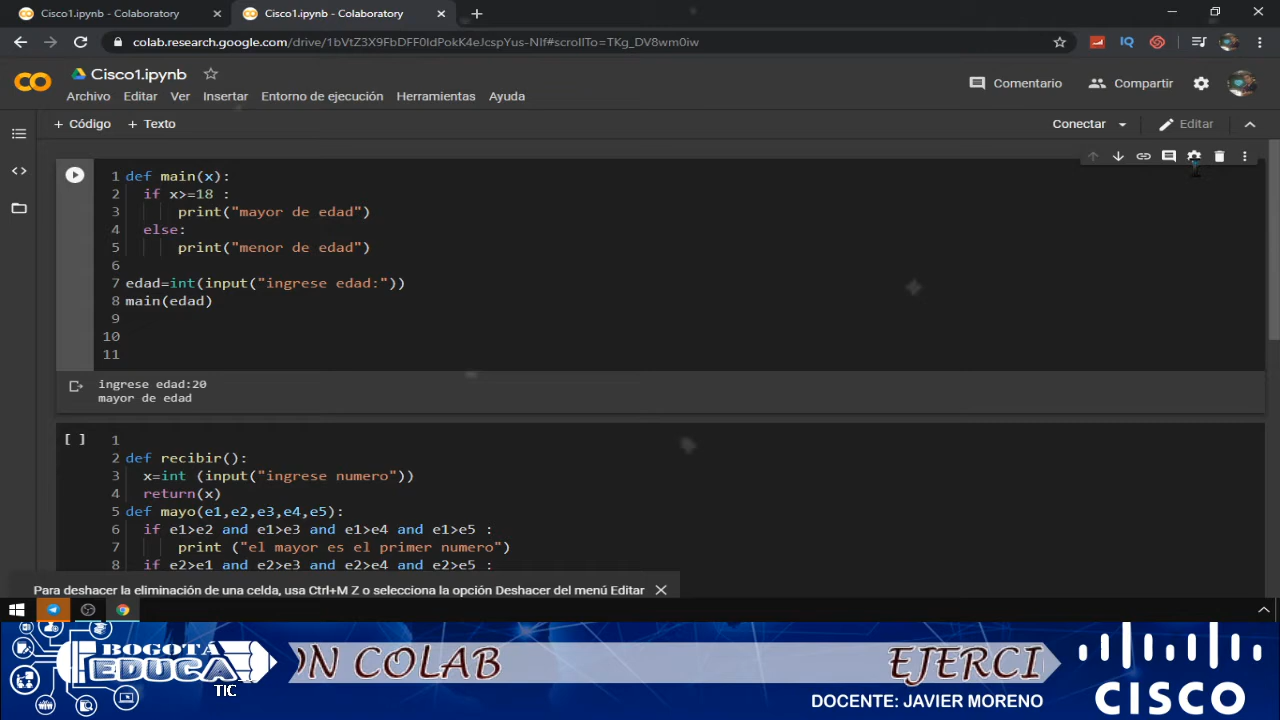 Cisco1.ipynb - Colaboratory
Cisco1.ipynb - Colaboratory
colab.research.google.com/drive/1bVtZ3X9FbDFF0IdPokK4eJcspYus-NIf#scrollTo=TKg_DV8wm0iw
Cisco1.ipynb
Comentario
Compartir
Archivo Editar Ver Insertar Entorno de ejecución Herramientas Ayuda
+ Código + Texto
Conectar
Editar
1 def main(x):
2 if x>=18 :
3 print("mayor de edad")
4 else:
5 print("menor de edad")
6
7 edad=int(input("ingrese edad:"))
8 main(edad)
9
10
11
ingrese edad:20
mayor de edad
[ ] 1
2 def recibir():
3 x=int (input("ingrese numero"))
4 return(x)
5 def mayo(e1,e2,e3,e4,e5):
6 if e1>e2 and e1>e3 and e1>e4 and e1>e5 :
7 print ("el mayor es el primer numero")
8 if e2>e1 and e2>e3 and e2>e4 and e2>e5 :
Para deshacer la eliminación de una celda, usa Ctrl+M Z o selecciona la opción Deshacer del menú Editar
BOGOTA
EDUCA
TIC
ON COLAB
EJERCI
DOCENTE: JAVIER MORENO
CISCO